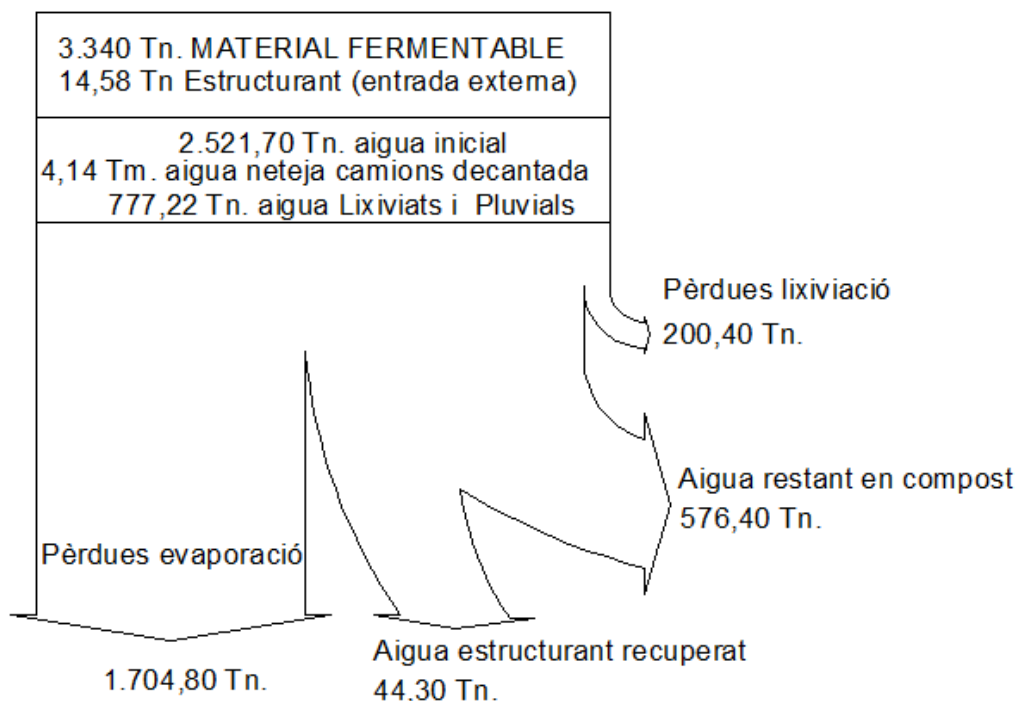 3.340 Tn. MATERIAL FERMENTABLE
14,58 Tn Estructurant (entrada externa)
2.521,70 Tn. aigua inicial
4,14 Tm. aigua neteja camions decantada
777,22 Tn. aigua Lixiviats i Pluvials
Pèrdues lixiviació
200,40 Tn.
Aigua restant en compost
576,40 Tn.
Pèrdues evaporació
1.704,80 Tn.
Aigua estructurant recuperat
44.30 Tn.